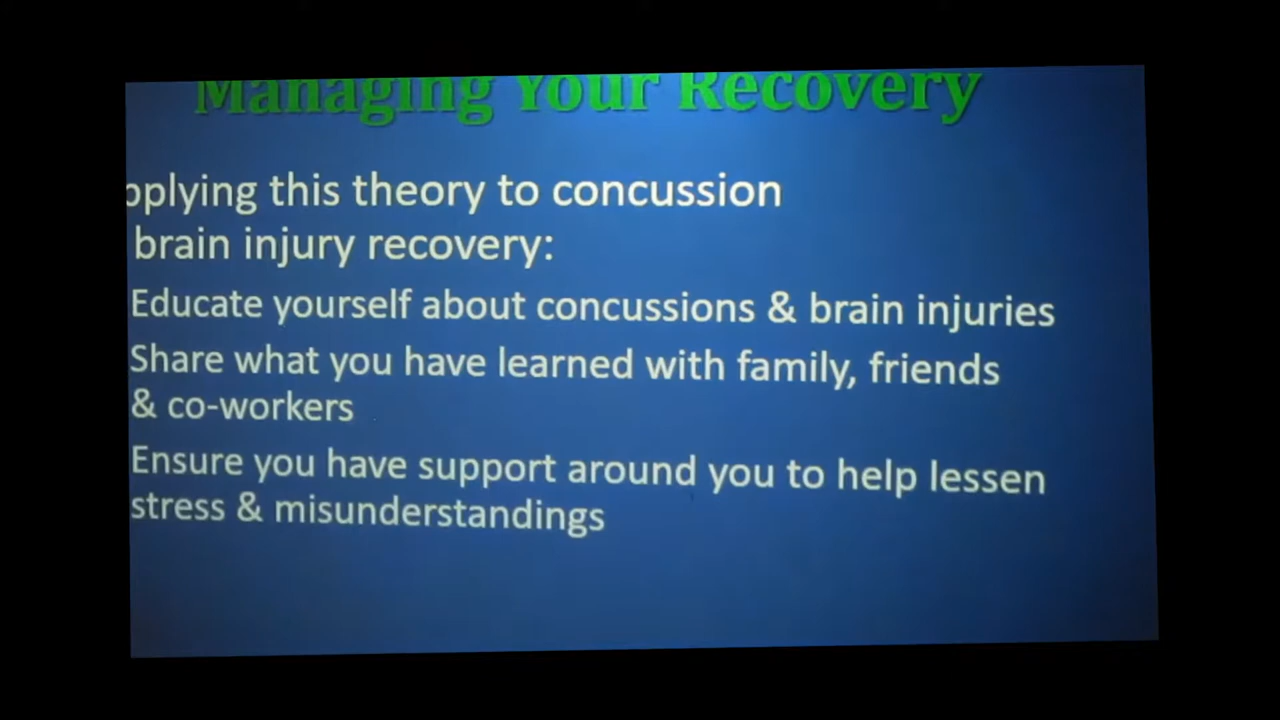 Managing Your Recovery
pplying this theory to concussion
brain injury recovery:
Educate yourself about concussions & brain injuries
Share what you have learned with family, friends
& co-workers
Ensure you have support around you to help lessen
stress & misunderstandings